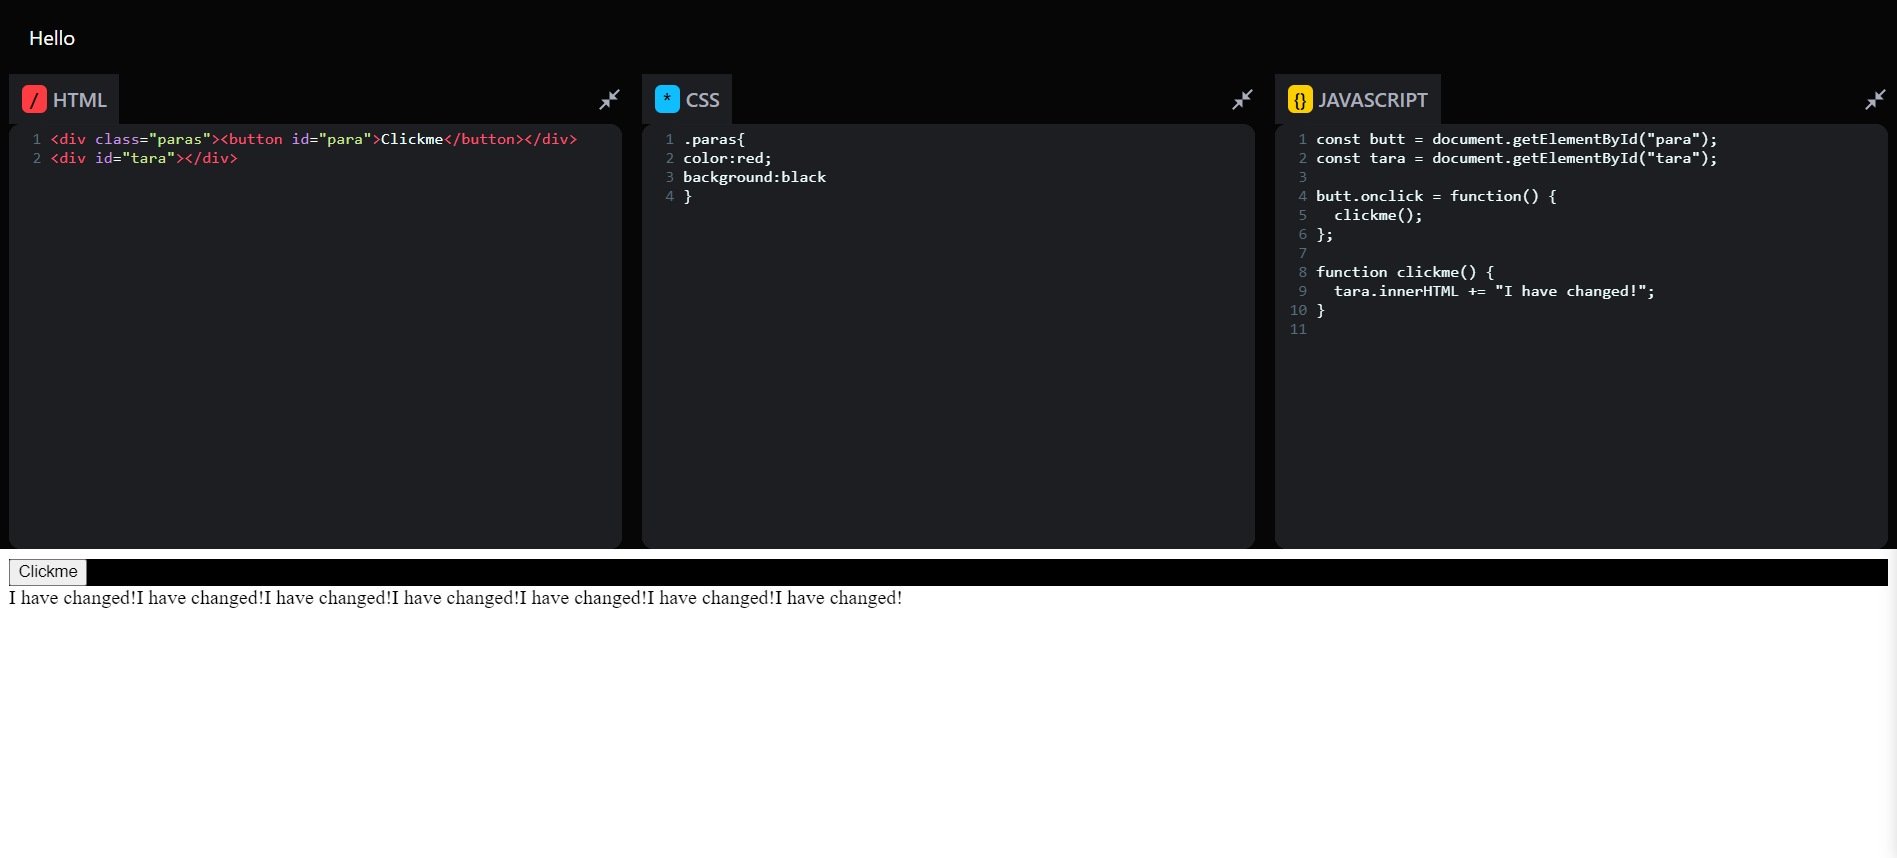 Hello
/ HTML
1 <div class="paras"><button id="para">Clickme</button></div>
2 <div id="tara"></div>
* CSS
1 .paras{
2 color:red;
3 background:black
4 }
{} JAVASCRIPT
1 const butt = document.getElementById("para");
2 const tara = document.getElementById("tara");
3
4 butt.onclick = function() {
5   clickme();
6 };
7
8 function clickme() {
9   tara.innerHTML += "I have changed!";
10 }
11
Clickme
I have changed!I have changed!I have changed!I have changed!I have changed!I have changed!I have changed!